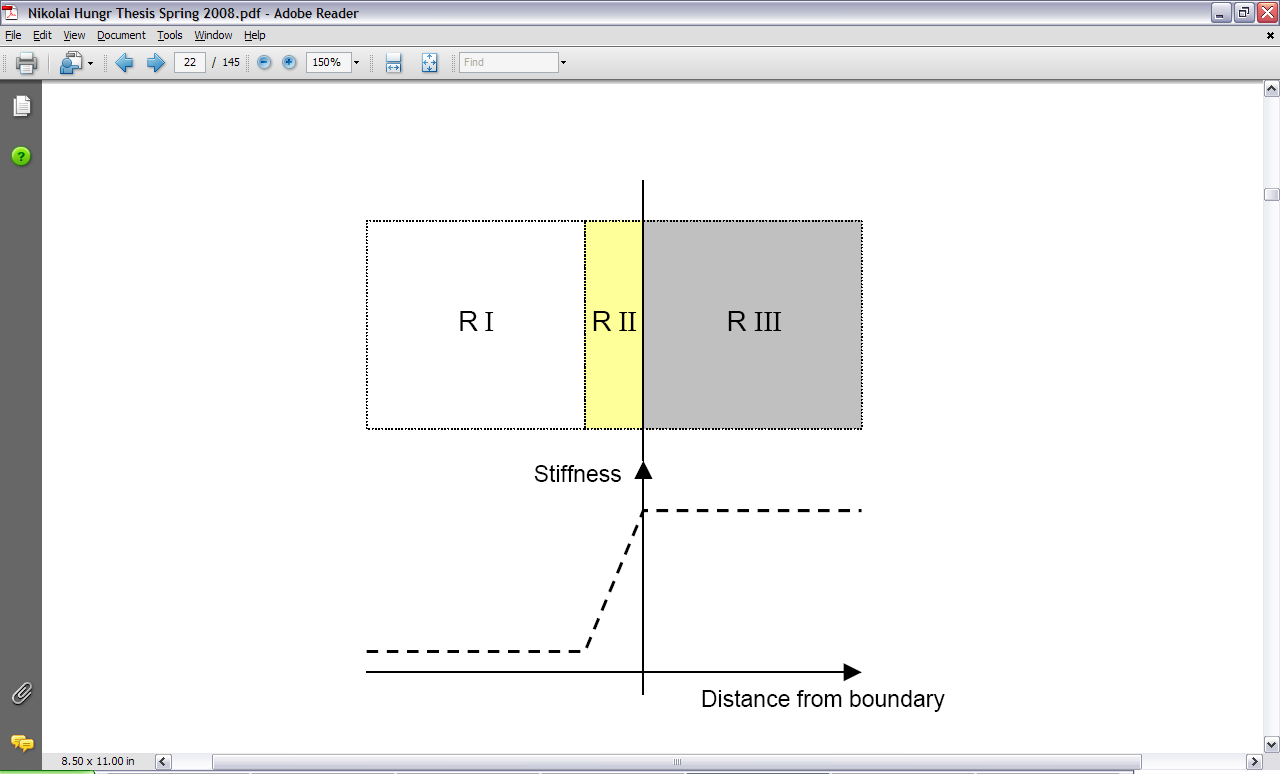 Nikolai Hungr Thesis Spring 2008.pdf - Adobe Reader
File Edit View Document Tools Window Help
22 / 145 150% Find
R I R II R III
Stiffness
Distance from boundary
8.50 x 11.00 in